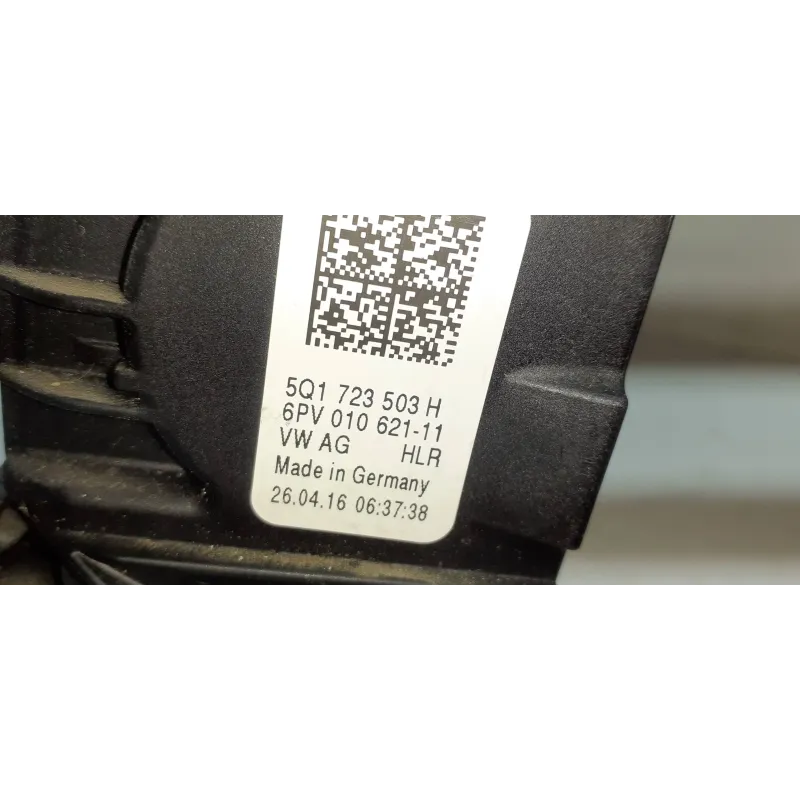 5Q1 723 503 H
6PV 010 621-11
VW AG HLR
Made in Germany
26.04.16 06:37:38